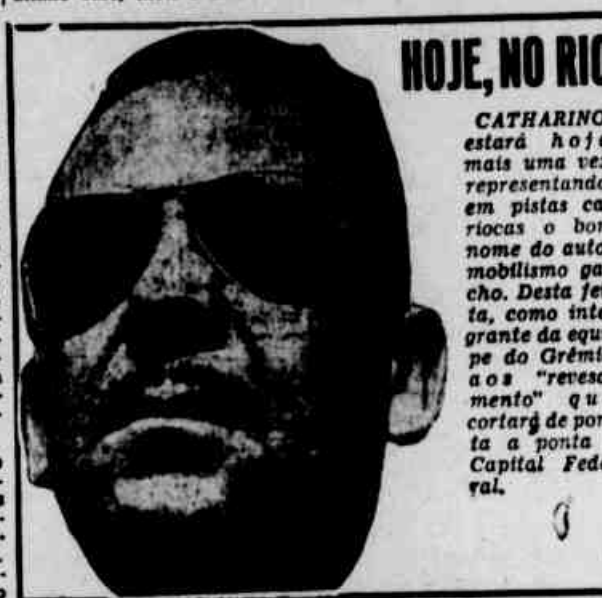 HOJE, NO RIO
CATHARINO
estará hoje
mais uma vez
representando
em pistas ca
riocas o bom
nome do auto
mobilismo ga
cho. Desta fei
ta, como inte
grante da equi
pe do Grêmi
aos "revesa
mento" qu
cortará de pon
ta a ponta
Capital Fede
ral.